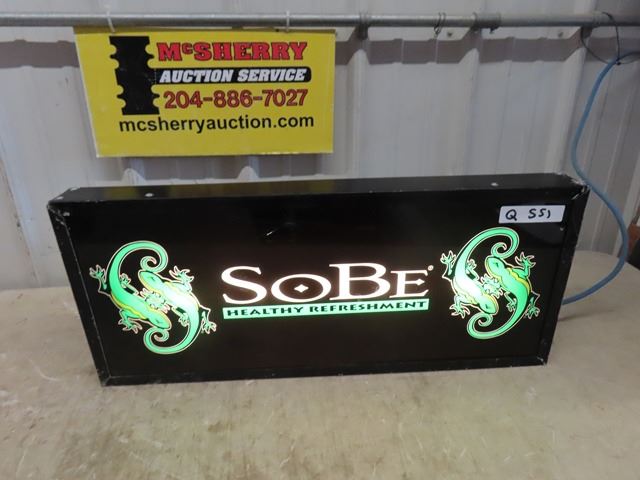 McSHERRY
AUCTION SERVICE
204-886-7027
mcsherryauction.com
Q 551
SOBE®
HEALTHY REFRESHMENT